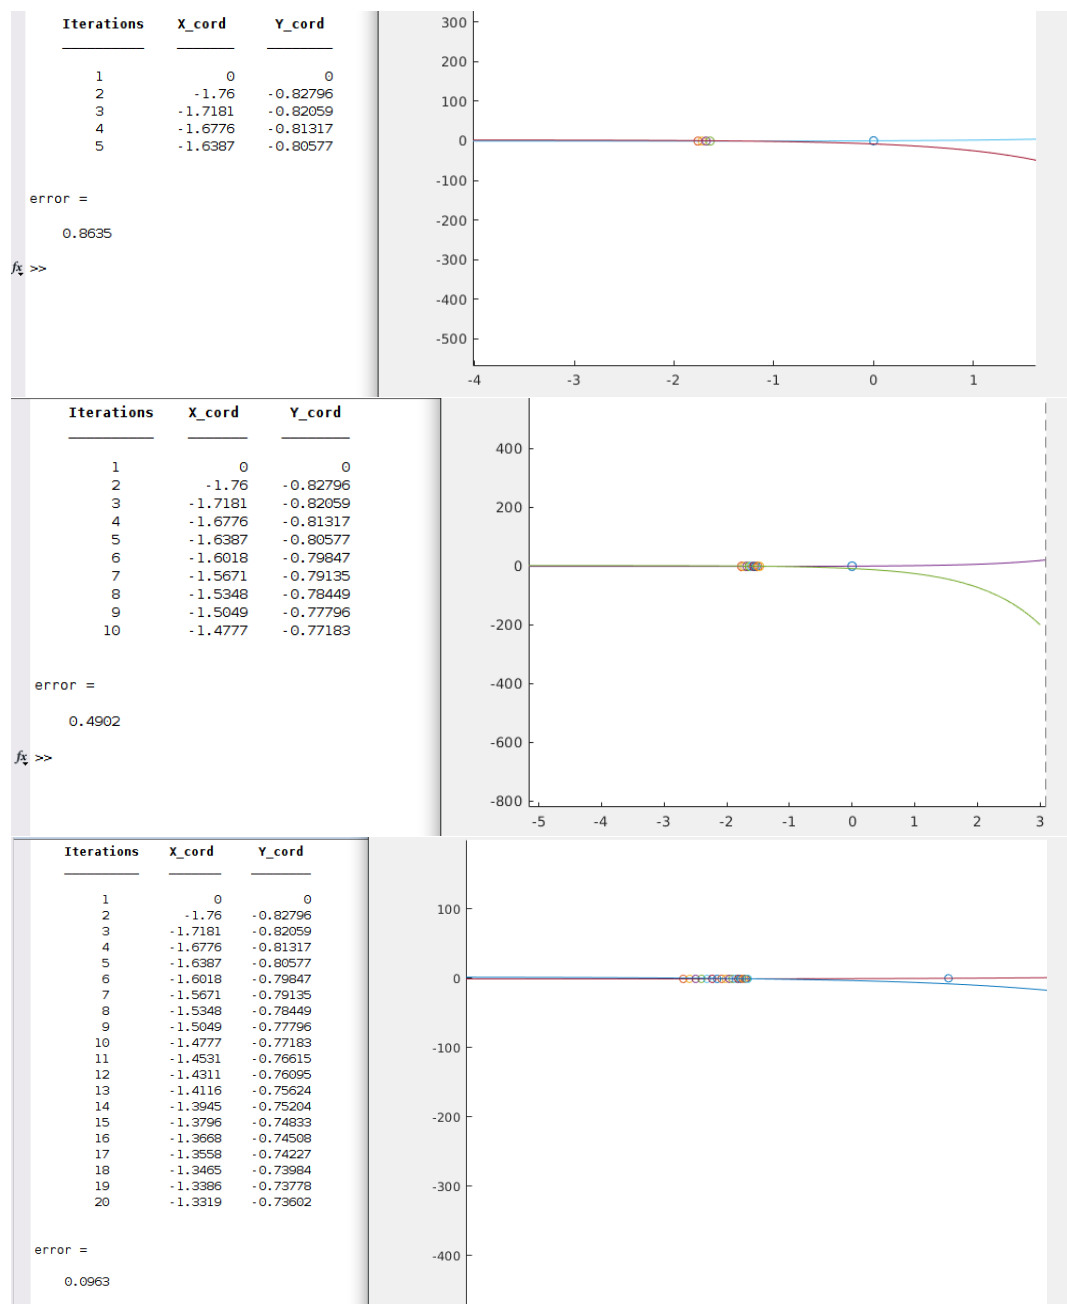 Iterations X_cord Y_cord
1 0 0
2 -1.76 -0.82796
3 -1.7181 -0.82059
4 -1.6776 -0.81317
5 -1.6387 -0.80577
error =
0.8635
fx >>
300
200
100
0
-100
-200
-300
-400
-500
-4 -3 -2 -1 0 1
Iterations X_cord Y_cord
1 0 0
2 -1.76 -0.82796
3 -1.7181 -0.82059
4 -1.6776 -0.81317
5 -1.6387 -0.80577
6 -1.6018 -0.79847
7 -1.5671 -0.79135
8 -1.5348 -0.78449
9 -1.5049 -0.77796
10 -1.4777 -0.77183
error =
0.4902
fx >>
400
200
0
-200
-400
-600
-800
-5 -4 -3 -2 -1 0 1 2 3
Iterations X_cord Y_cord
1 0 0
2 -1.76 -0.82796
3 -1.7181 -0.82059
4 -1.6776 -0.81317
5 -1.6387 -0.80577
6 -1.6018 -0.79847
7 -1.5671 -0.79135
8 -1.5348 -0.78449
9 -1.5049 -0.77796
10 -1.4777 -0.77183
11 -1.4531 -0.76615
12 -1.4311 -0.76095
13 -1.4116 -0.75624
14 -1.3945 -0.75204
15 -1.3796 -0.74833
16 -1.3668 -0.74508
17 -1.3558 -0.74227
18 -1.3465 -0.73984
19 -1.3386 -0.73778
20 -1.3319 -0.73602
error =
0.0963
100
0
-100
-200
-300
-400